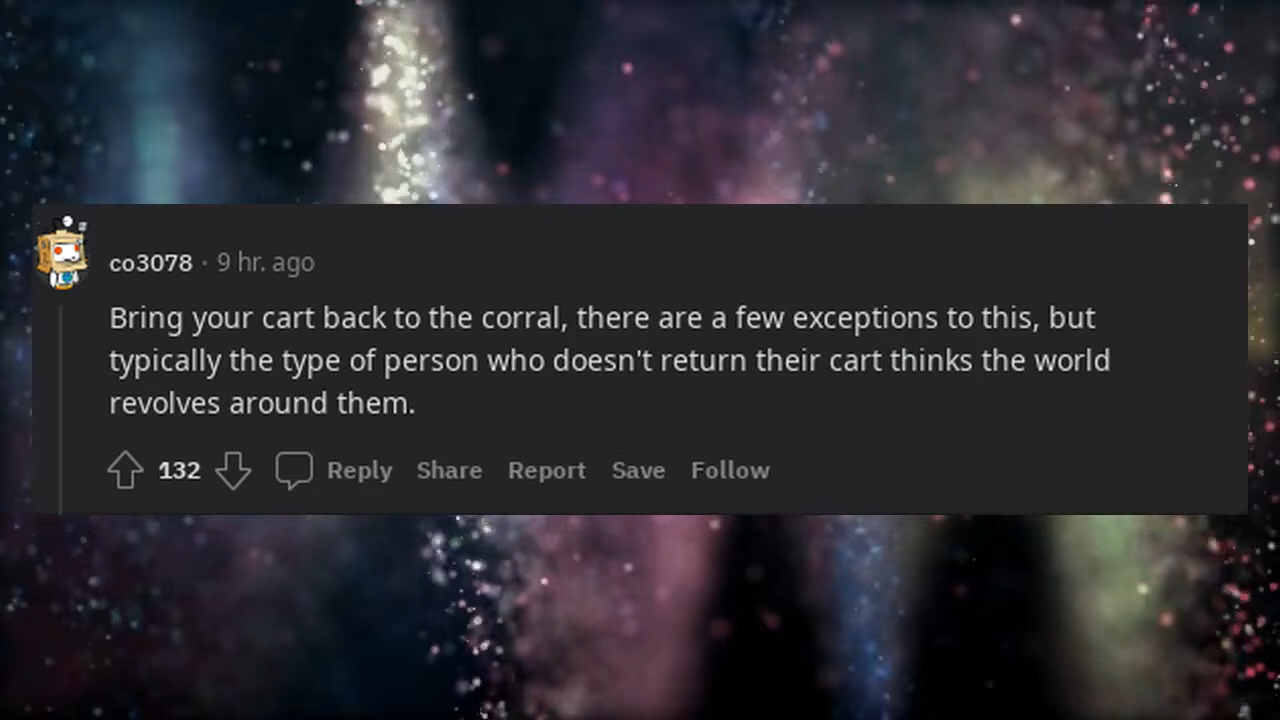 co3078 · 9 hr. ago
Bring your cart back to the corral, there are a few exceptions to this, but
typically the type of person who doesn't return their cart thinks the world
revolves around them.
132 Reply Share Report Save Follow